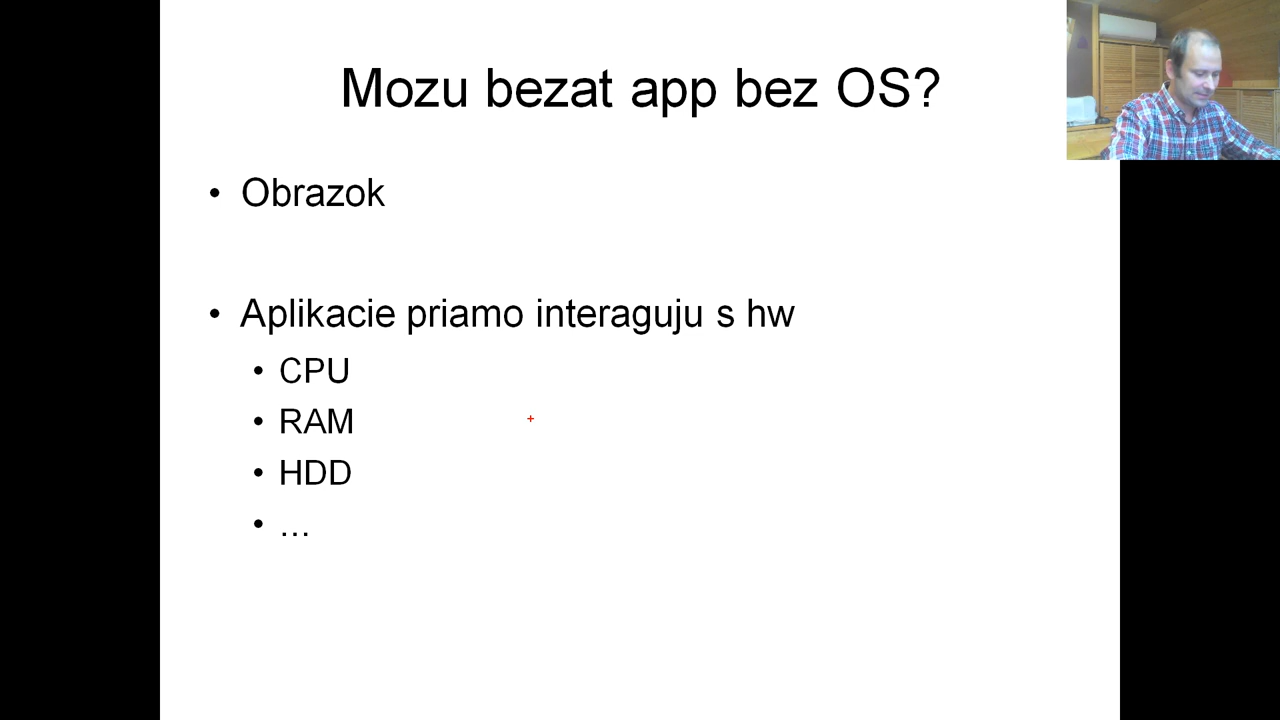 Mozu bezat app bez OS?
• Obrazok
• Aplikacie priamo interaguju s hw
• CPU
• RAM
• HDD
• ...